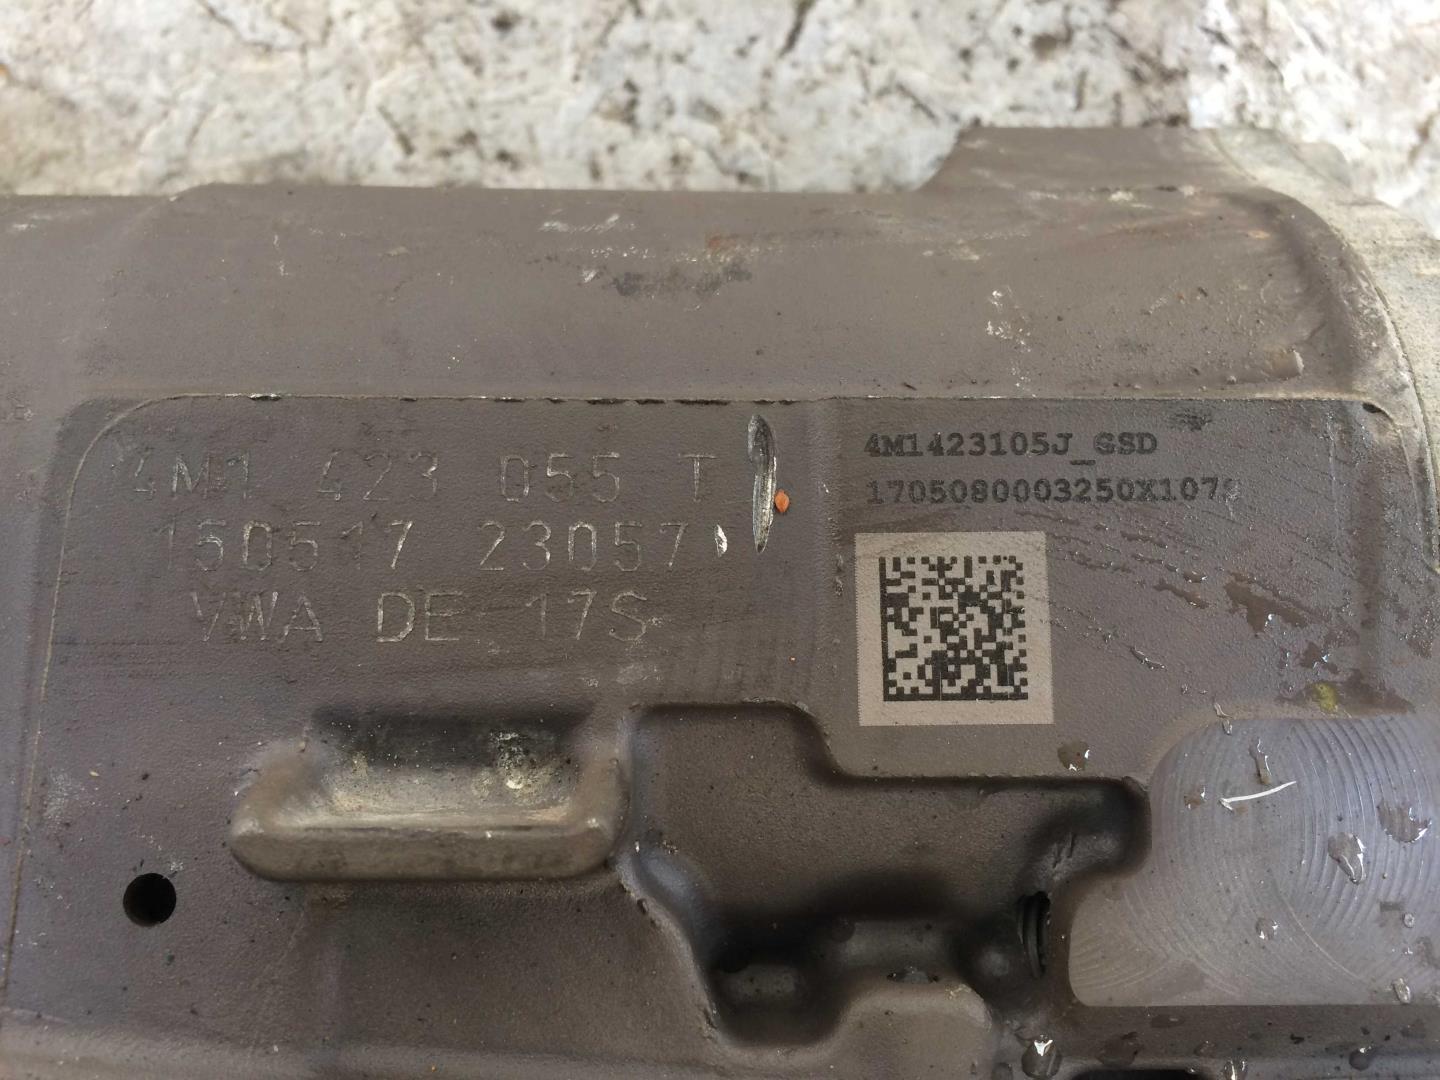 4M1 423 055 T
150517 23057
VWA DE 17S
4M1423105J_GSD